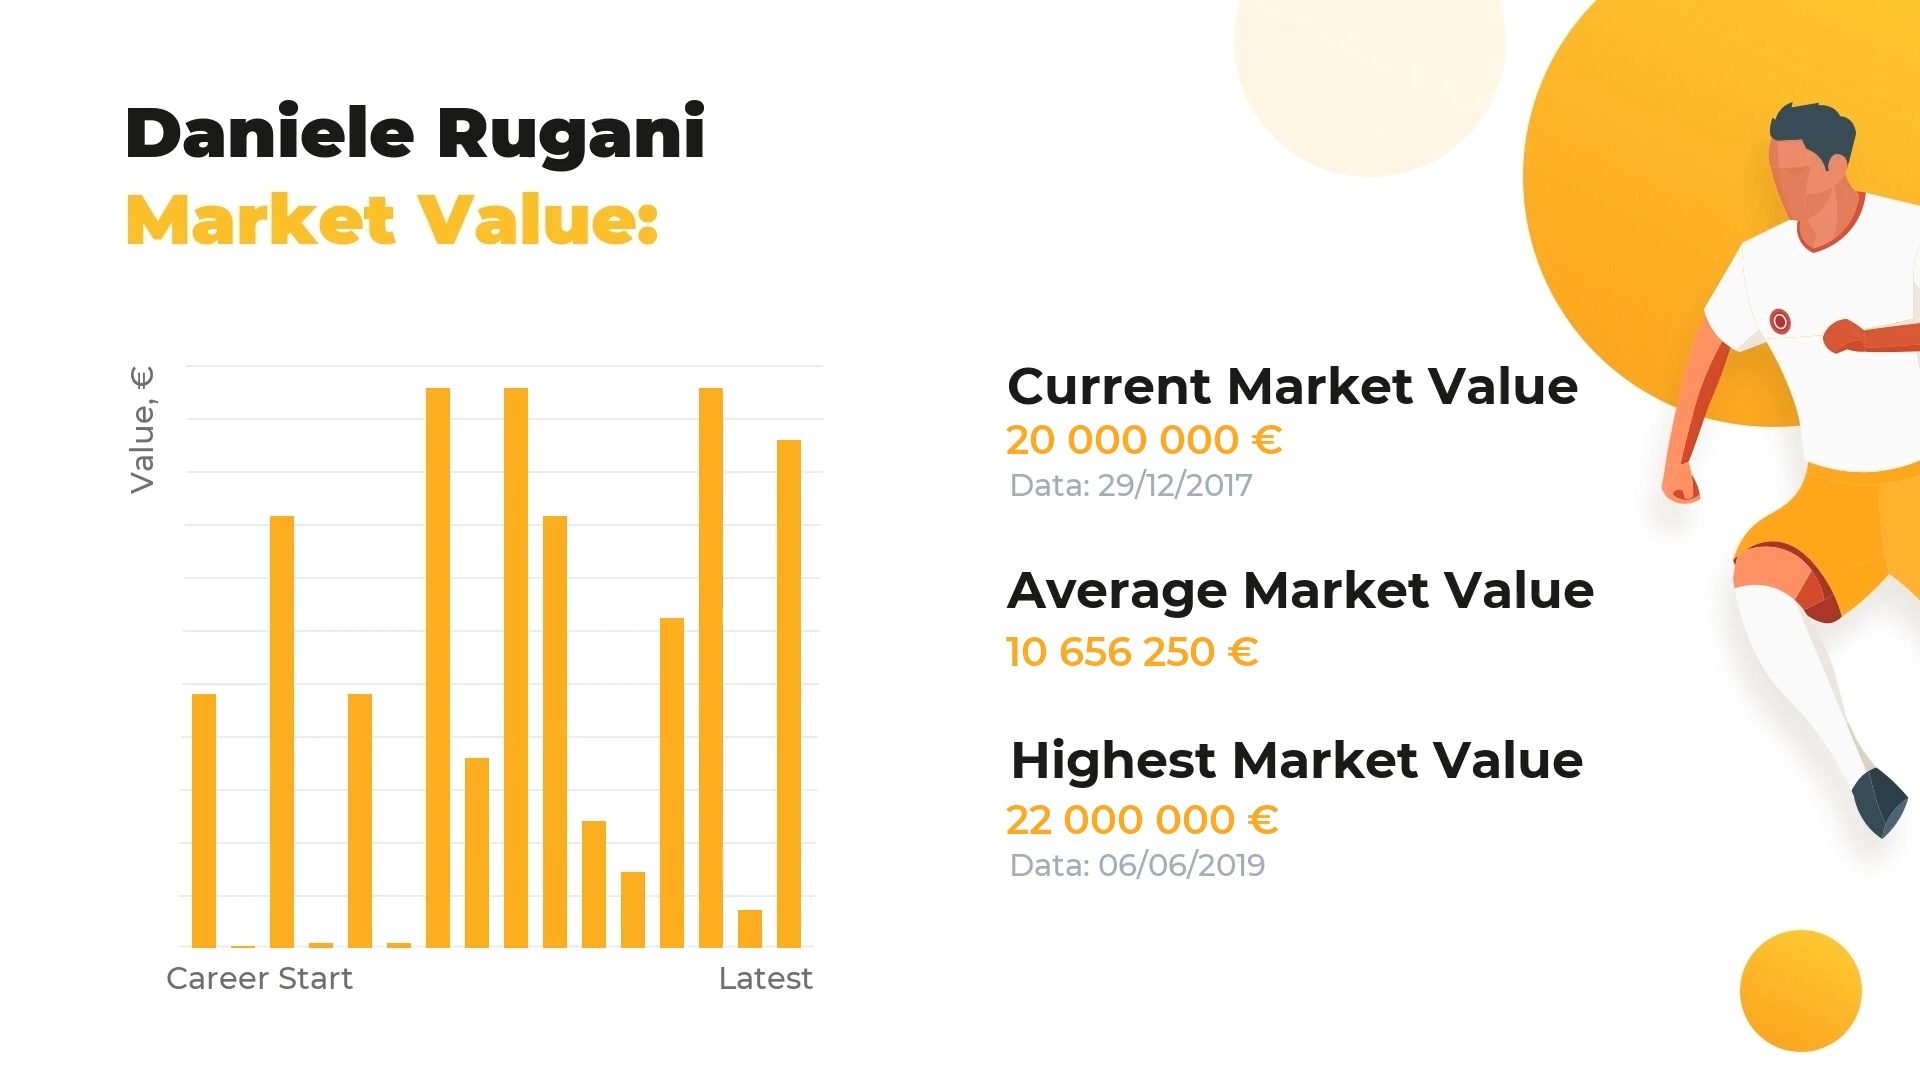 Daniele Rugani
Market Value:
Value, €
Career Start
Latest
Current Market Value
20 000 000 €
Data: 29/12/2017
Average Market Value
10 656 250 €
Highest Market Value
22 000 000 €
Data: 06/06/2019